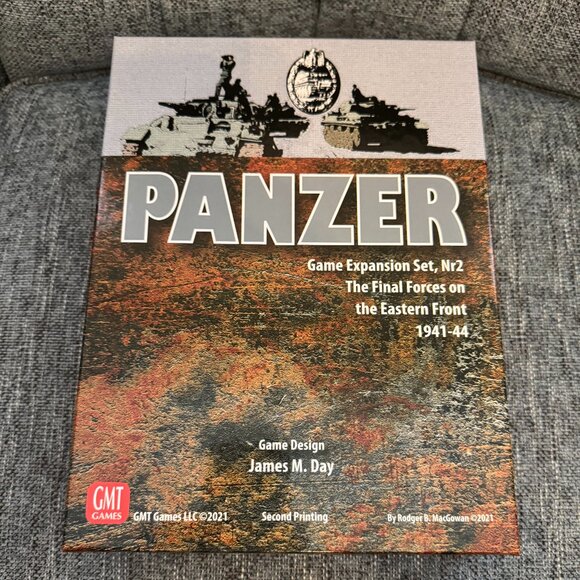 PANZER
Game Expansion Set, Nr2
The Final Forces on
the Eastern Front
1941-44
Game Design
James M. Day
GMT
GAMES
GMT Games LLC ©2021 Second Printing By Rodger B. MacGowan ©2021